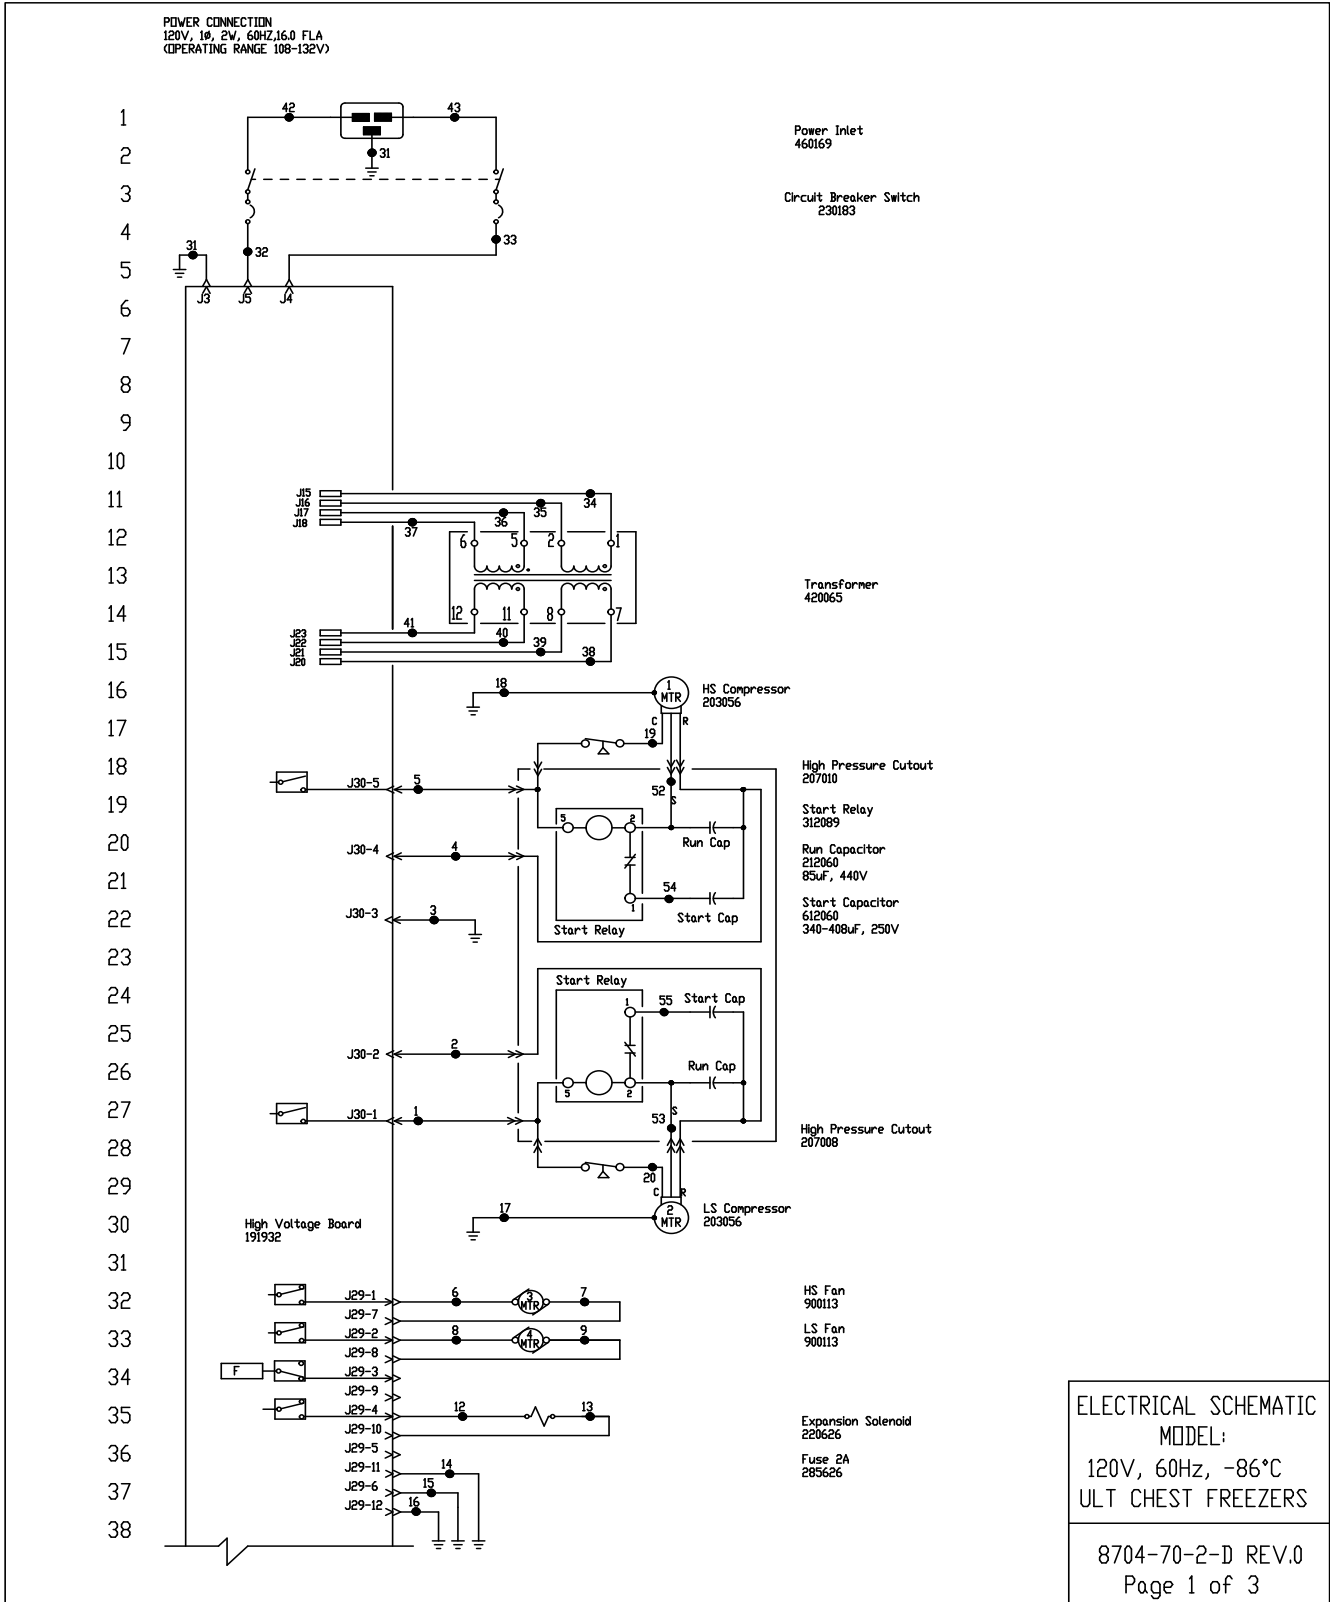 POWER CONNECTION
120V, 1ø, 2W, 60HZ,16.0 FLA
(OPERATING RANGE 108-132V)
1
42
43
Power Inlet
460169
2
31
3
Circuit Breaker Switch
230183
4
31
32
33
5
J3
J5
J4
6
7
8
9
10
11
J15
J16
J17
J18
34
35
36
37
12
6
5
2
1
13
Transformer
420065
14
12
11
8
7
41
40
39
38
15
J23
J22
J21
J20
16
18
1
MTR
HS Compressor
203056
17
C
R
19
18
High Pressure Cutout
207010
J30-5
5
52
S
19
Start Relay
312089
5
2
20
Run Cap
J30-4
4
Run Capacitor
212060
85uF, 440V
21
54
1
Start Capacitor
612060
340-408uF, 250V
22
J30-3
3
Start Cap
Start Relay
23
24
Start Relay
1
55
Start Cap
25
J30-2
2
26
Run Cap
5
2
27
J30-1
1
53
S
High Pressure Cutout
207008
28
29
20
C
R
30
High Voltage Board
191932
17
2
MTR
LS Compressor
203056
31
32
J29-1
6
3
MTR
7
HS Fan
900113
J29-7
33
J29-2
8
4
MTR
9
LS Fan
900113
J29-8
34
F
J29-3
J29-9
35
J29-4
12
13
Expansion Solenoid
220626
J29-10
36
J29-5
Fuse 2A
285626
J29-11
14
37
J29-6
15
J29-12
16
38
ELECTRICAL SCHEMATIC
MODEL:
120V, 60Hz, -86°C
ULT CHEST FREEZERS
8704-70-2-D REV.0
Page 1 of 3